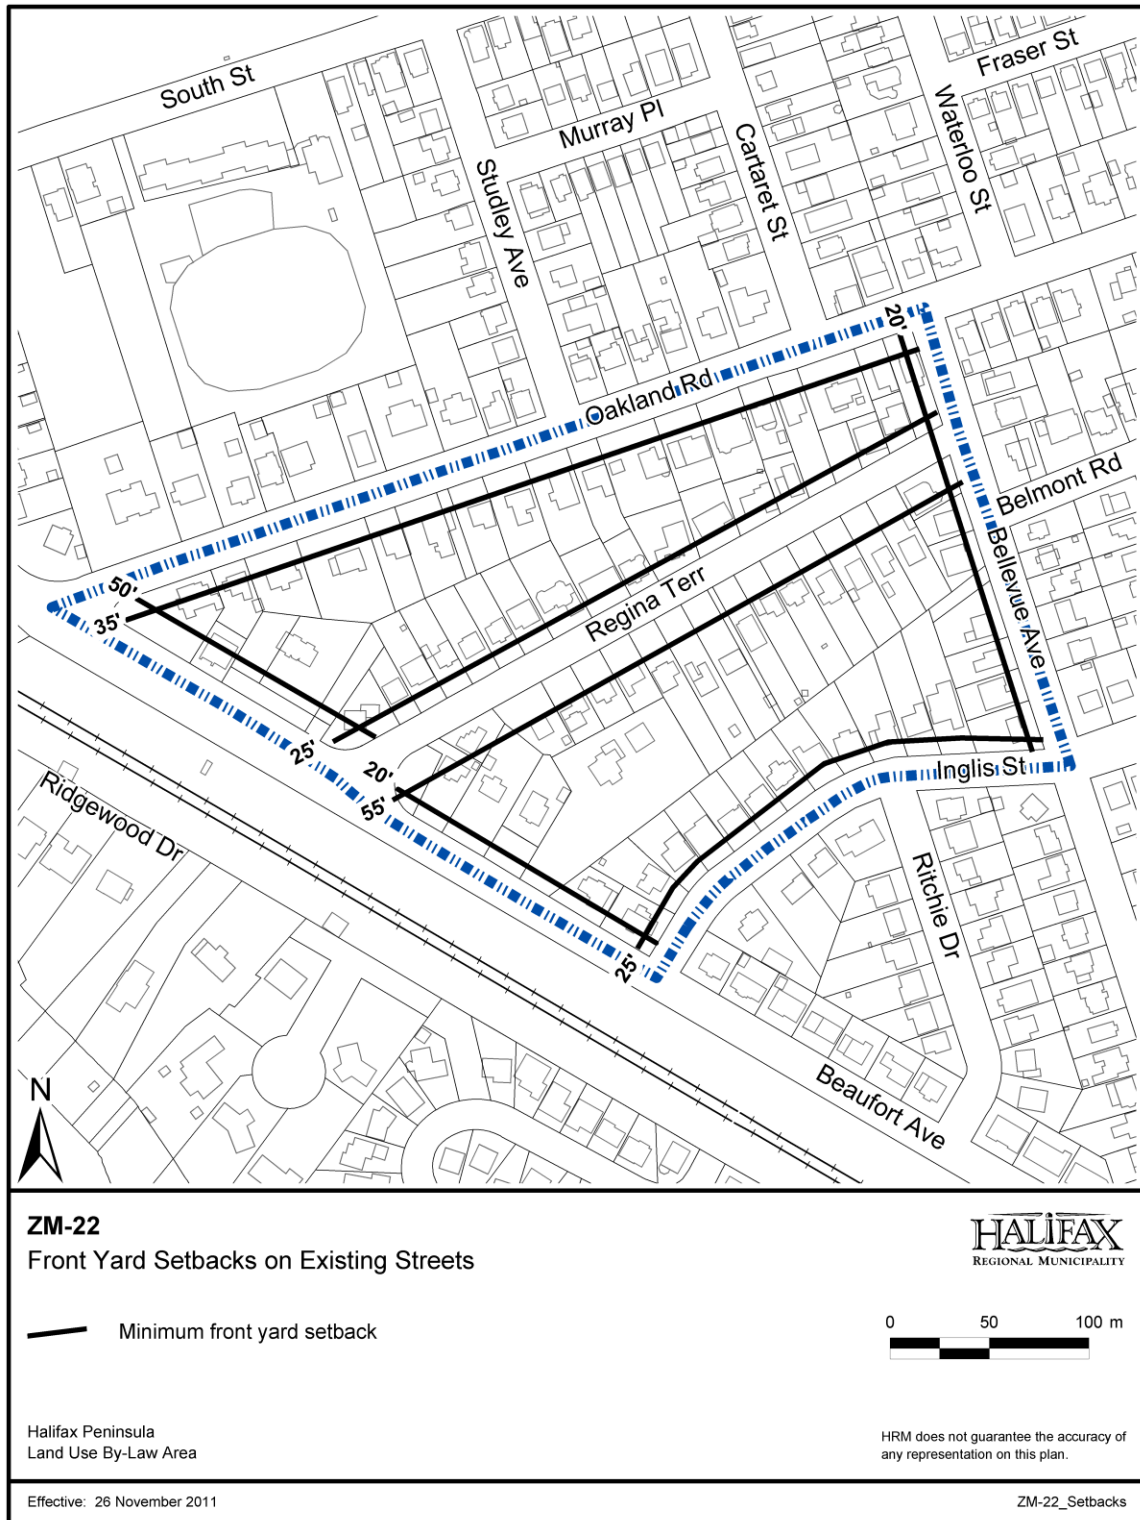 South St
Fraser St
Murray Pl
Waterloo St
Cartaret St
Studley Ave
20'
Oakland Rd
Belmont Rd
Bellevue Ave
50'
35'
Regina Terr
25'
20'
55'
Inglis St
Ridgewood Dr
Ritchie Dr
25'
Beaufort Ave
N
ZM-22
Front Yard Setbacks on Existing Streets
HALIFAX
REGIONAL MUNICIPALITY
Minimum front yard setback
0 50 100 m
Halifax Peninsula
Land Use By-Law Area
HRM does not guarantee the accuracy of
any representation on this plan.
Effective: 26 November 2011
ZM-22_Setbacks